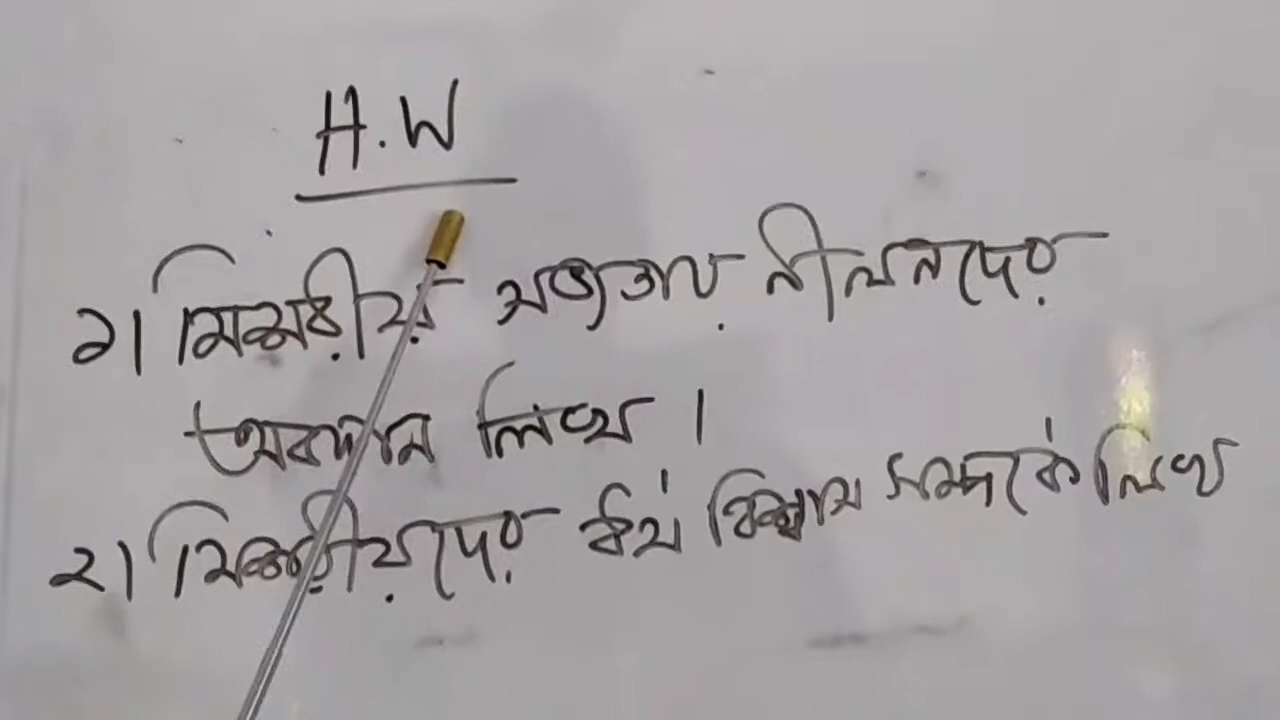 H.W
১। মিশরীয় সভ্যতায় নীলনদের
অবদান লিখ।
২। মিশরীয়দের ধর্ম বিশ্বাস সম্পর্কে লিখ